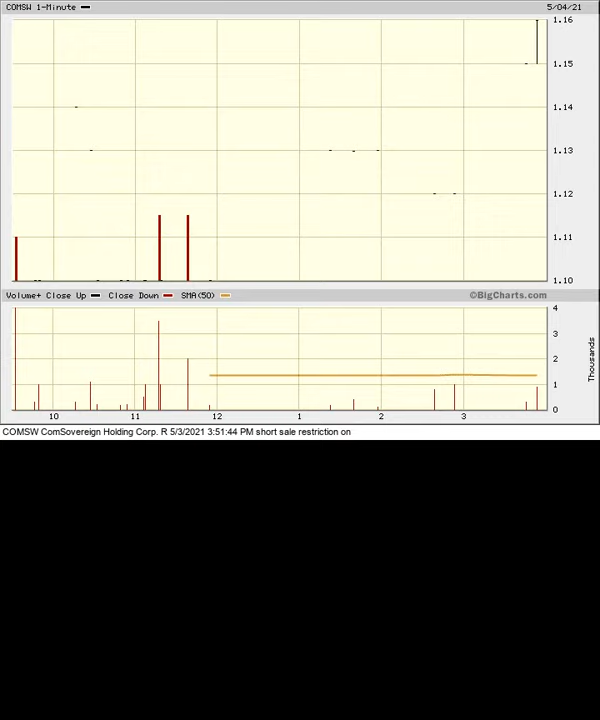 COMSW 1-Minute 5/04/21
1.16
1.15
1.14
1.13
1.12
1.11
1.10
Volume+ Close Up Close Down SMA(50) ©BigCharts.com
4
3
2
1
0
Thousands
10 11 12 1 2 3
COMSW ComSovereign Holding Corp. R 5/3/2021 3:51:44 PM short sale restriction on